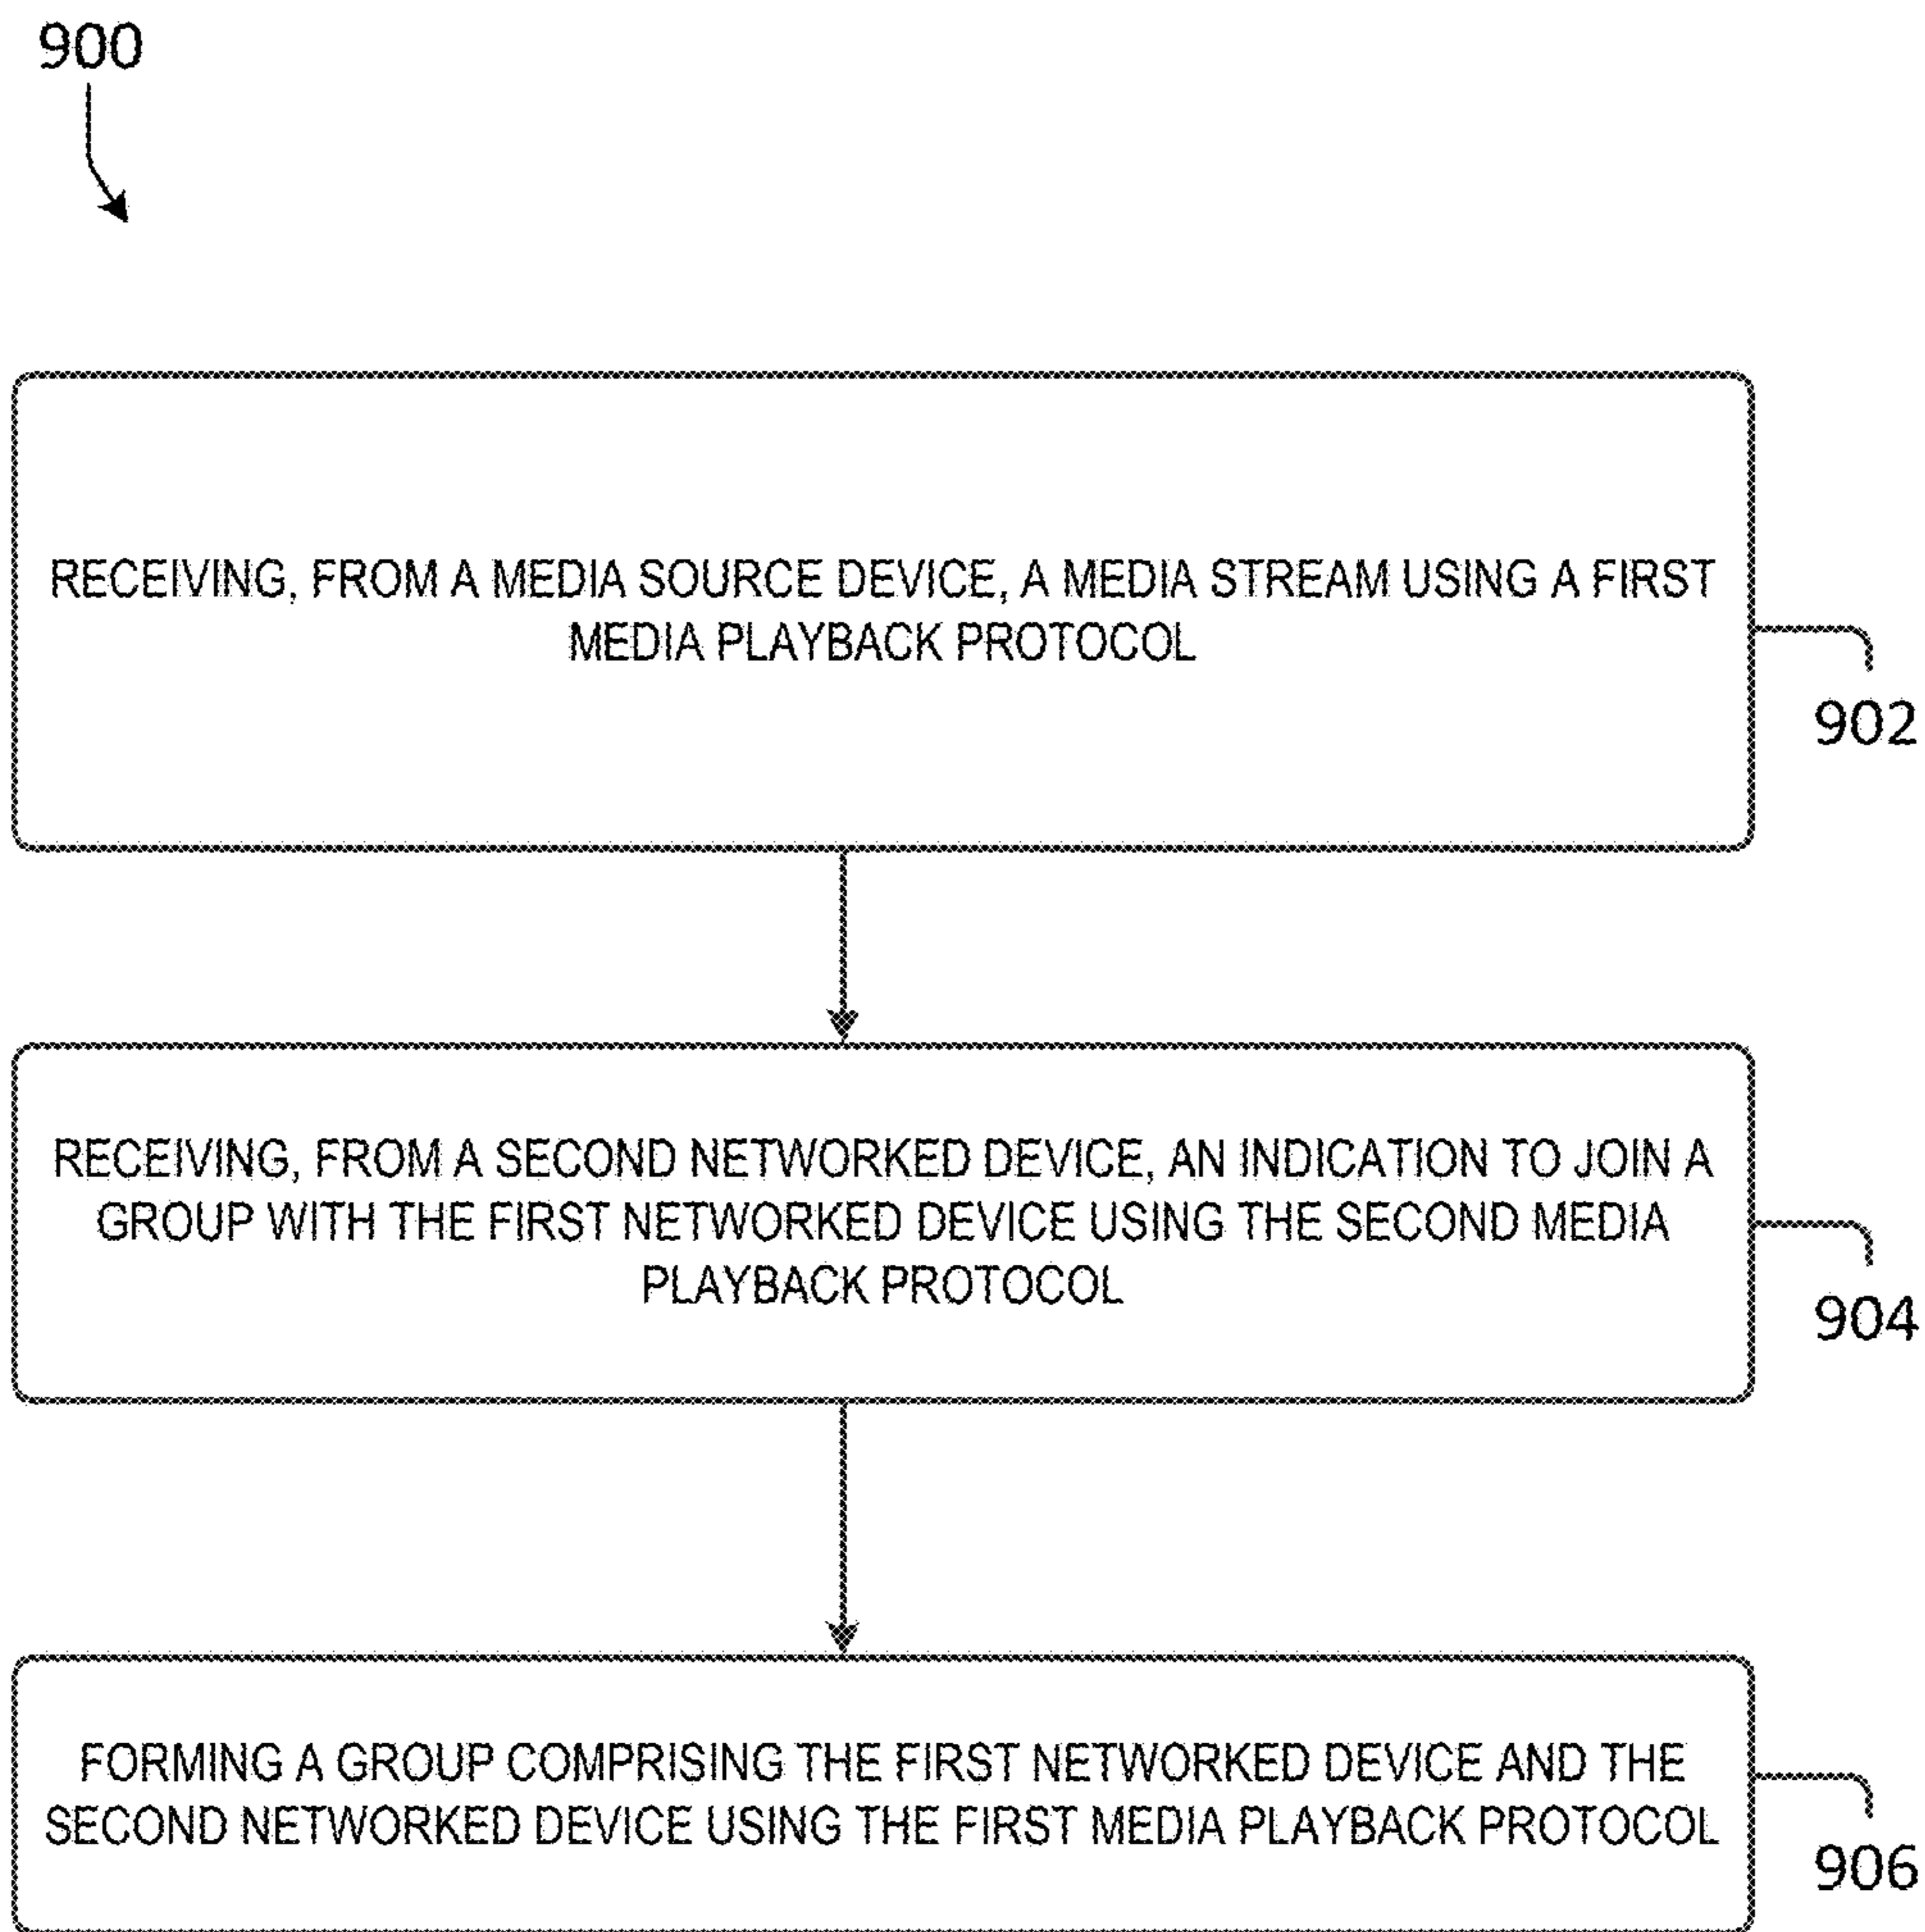 900
RECEIVING, FROM A MEDIA SOURCE DEVICE, A MEDIA STREAM USING A FIRST
MEDIA PLAYBACK PROTOCOL
902
RECEIVING, FROM A SECOND NETWORKED DEVICE, AN INDICATION TO JOIN A
GROUP WITH THE FIRST NETWORKED DEVICE USING THE SECOND MEDIA
PLAYBACK PROTOCOL
904
FORMING A GROUP COMPRISING THE FIRST NETWORKED DEVICE AND THE
SECOND NETWORKED DEVICE USING THE FIRST MEDIA PLAYBACK PROTOCOL
906